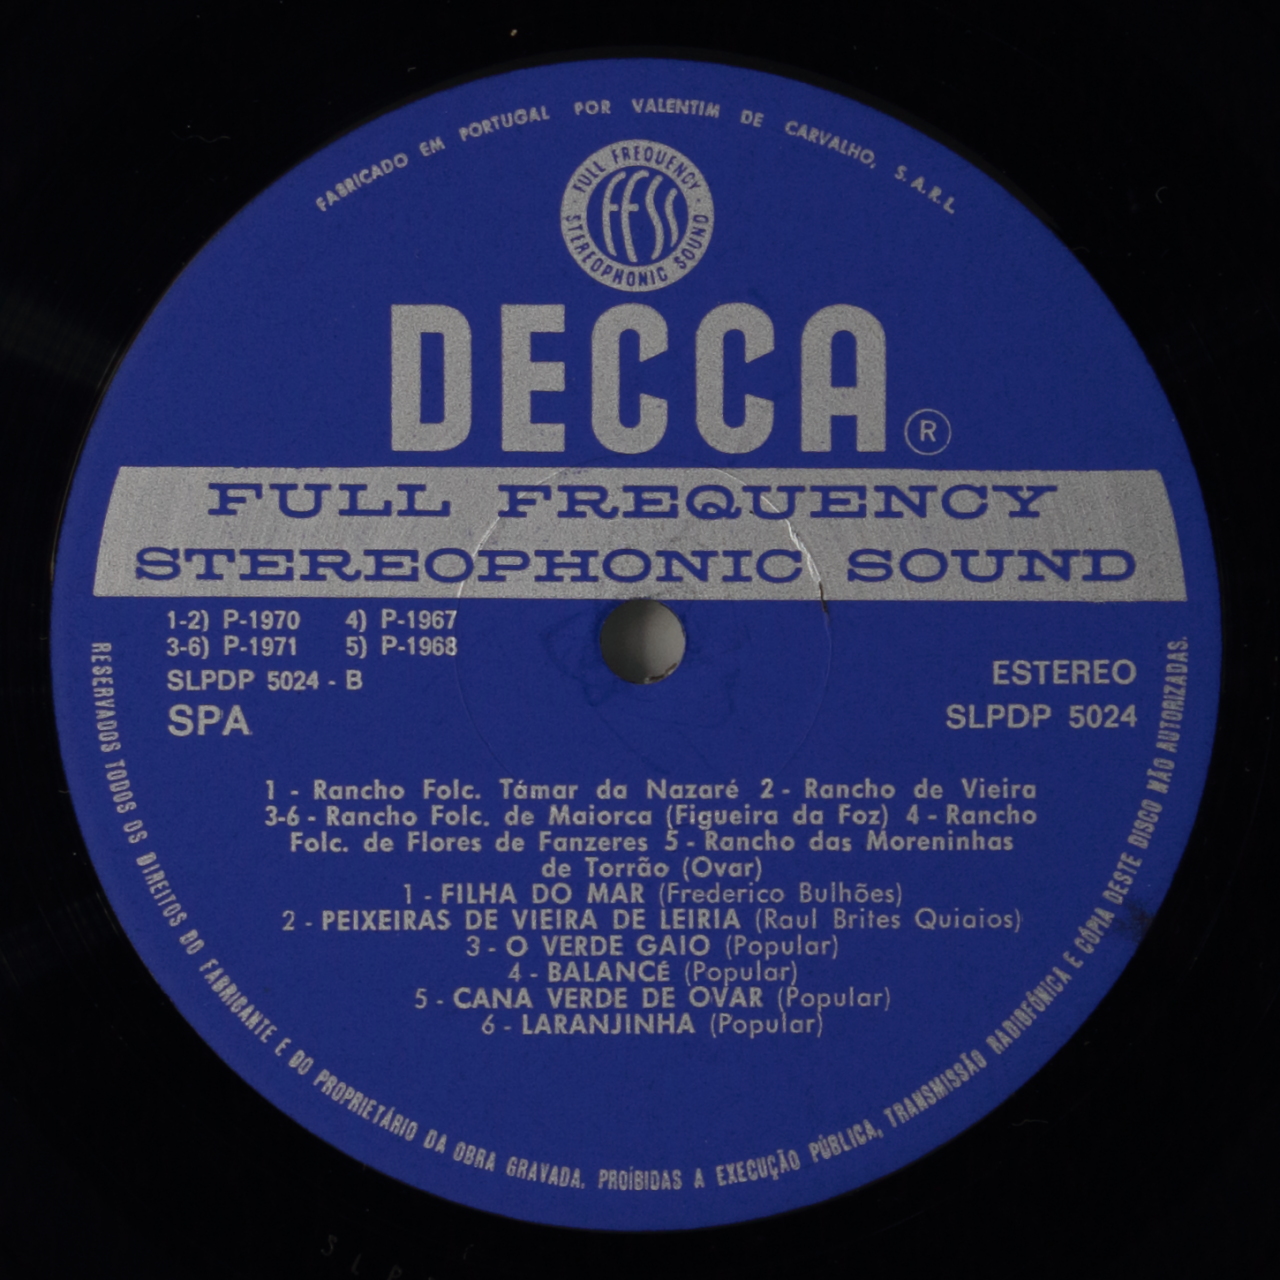 FABRICADO EM PORTUGAL POR VALENTIM DE CARVALHO, S.A.R.L.
FULL FREQUENCY
STEREOPHONIC SOUND
FFSS
DECCA
R
FULL FREQUENCY
STEREOPHONIC SOUND
1-2) P-1970 4) P-1967
3-6) P-1971 5) P-1968
SLPDP 5024 - B
SPA
ESTEREO
SLPDP 5024
1 - Rancho Folc. Támar da Nazaré 2 - Rancho de Vieira
3-6 - Rancho Folc. de Maiorca (Figueira da Foz) 4 - Rancho
Folc. de Flores de Fanzeres 5 - Rancho das Moreninhas
de Torrão (Ovar)
1 - FILHA DO MAR (Frederico Bulhões)
2 - PEIXEIRAS DE VIEIRA DE LEIRIA (Raul Brites Quiaios)
3 - O VERDE GAIO (Popular)
4 - BALANCÉ (Popular)
5 - CANA VERDE DE OVAR (Popular)
6 - LARANJINHA (Popular)
RESERVADOS TODOS OS DIREITOS DO FABRICANTE E DO PROPRIETÁRIO DA OBRA GRAVADA. PROÍBIDAS A EXECUÇÃO PÚBLICA, TRANSMISSÃO RADIOFÓNICA E CÓPIA DESTE DISCO NÃO AUTORIZADAS.